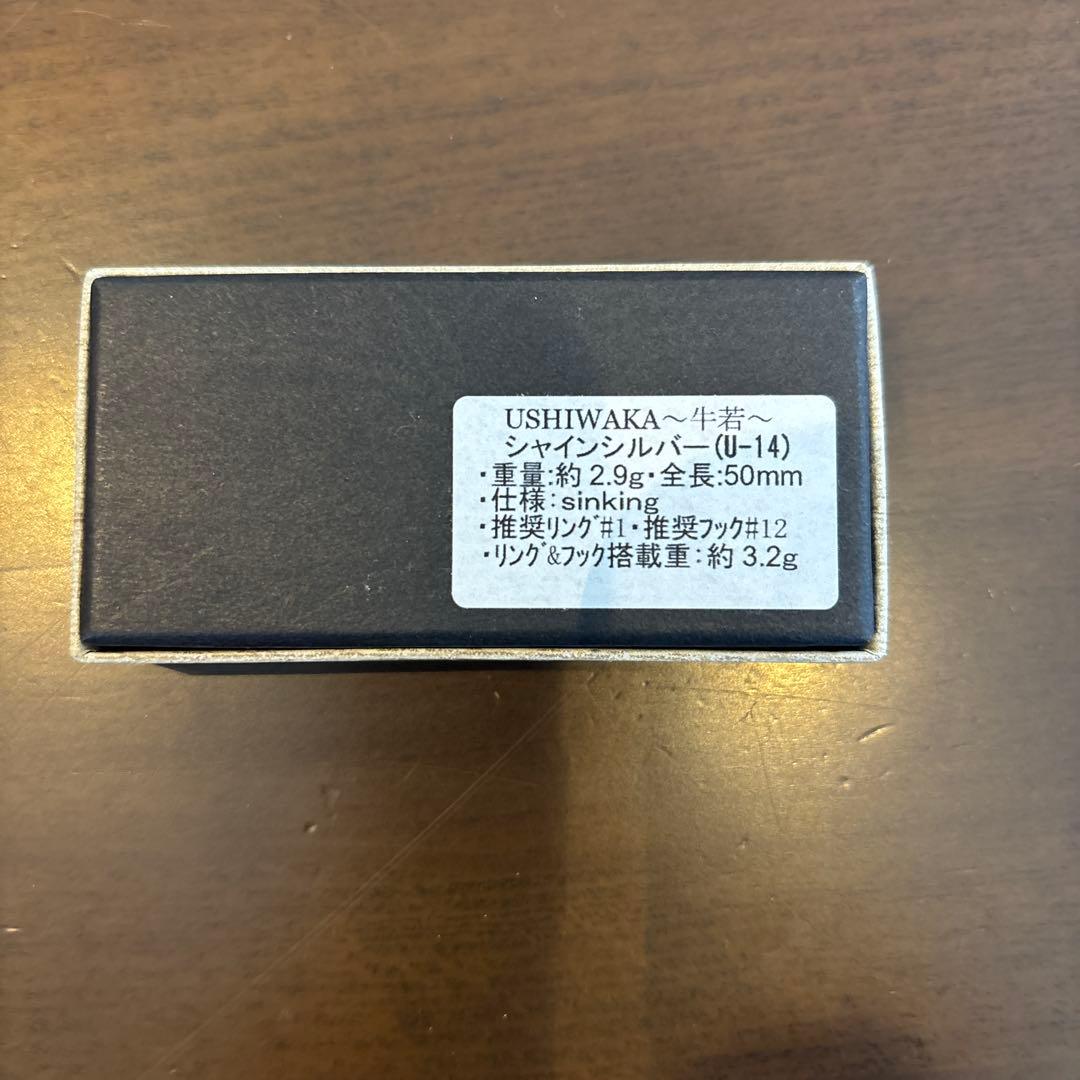 USHIWAKA～牛若～
シャインシルバー(U-14)
・重量:約 2.9g・全長:50mm
・仕様：sinking
・推奨ﾘﾝｸﾞ#1・推奨ﾌｯｸ#12
・ﾘﾝｸﾞ&ﾌｯｸ搭載重：約 3.2g